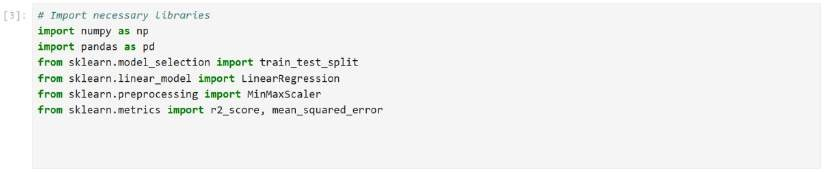 [3]: # Import necessary libraries
import numpy as np
import pandas as pd
from sklearn.model_selection import train_test_split
from sklearn.linear_model import LinearRegression
from sklearn.preprocessing import MinMaxScaler
from sklearn.metrics import r2_score, mean_squared_error